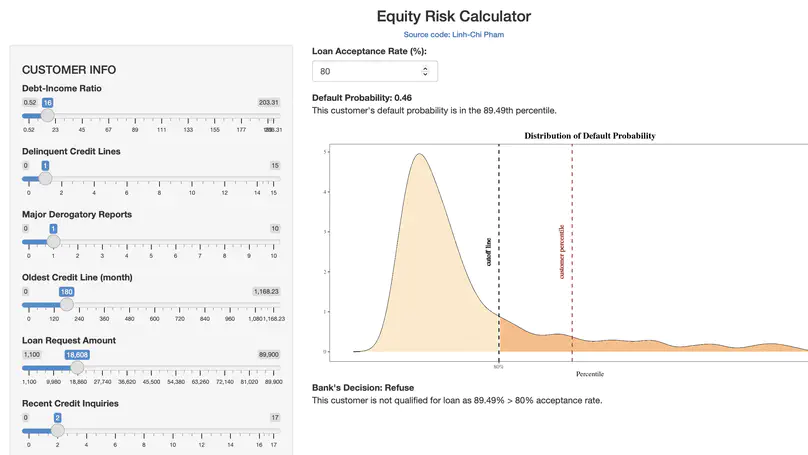 Equity Risk Calculator
Source code: Linh-Chi Pham
CUSTOMER INFO
Debt-Income Ratio
0.52 16 203.31
0.52 23 45 67 89 111 133 155 177
Delinquent Credit Lines
0 1 15
0 2 4 6 8 10 12 14 15
Major Derogatory Reports
0 1 10
0 1 2 3 4 5 6 7 8 9 10
Oldest Credit Line (month)
0 180 1,168.23
0 120 240 360 480 600 720 840 960 1,080 1,168.23
Loan Request Amount
1,100 18,608 89,900
1,100 9,980 18,860 27,740 36,620 45,500 54,380 63,260 72,140 81,020 89,900
Recent Credit Inquiries
0 2 17
0 2 4 6 8 10 12 14 16 17
Loan Acceptance Rate (%):
80
Default Probability: 0.46
This customer's default probability is in the 89.49th percentile.
Distribution of Default Probability
5
4
3
2
1
0
cutoff line
customer percentile
80%
Percentile
Bank's Decision: Refuse
This customer is not qualified for loan as 89.49% > 80% acceptance rate.